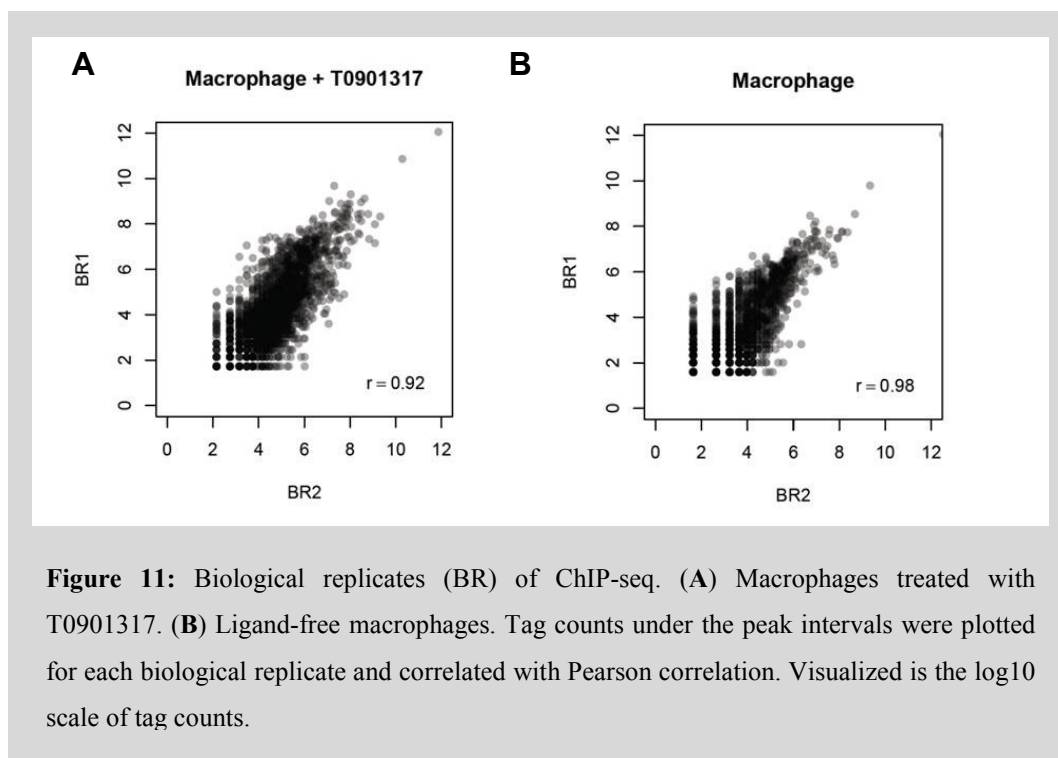 A
B
Macrophage + T0901317
Macrophage
12
10
8
6
4
2
0
BR1
r = 0.92
0 2 4 6 8 10 12
BR2
12
10
8
6
4
2
0
BR1
r = 0.98
0 2 4 6 8 10 12
BR2
Figure 11: Biological replicates (BR) of ChIP-seq. (A) Macrophages treated with
T0901317. (B) Ligand-free macrophages. Tag counts under the peak intervals were plotted
for each biological replicate and correlated with Pearson correlation. Visualized is the log10
scale of tag counts.